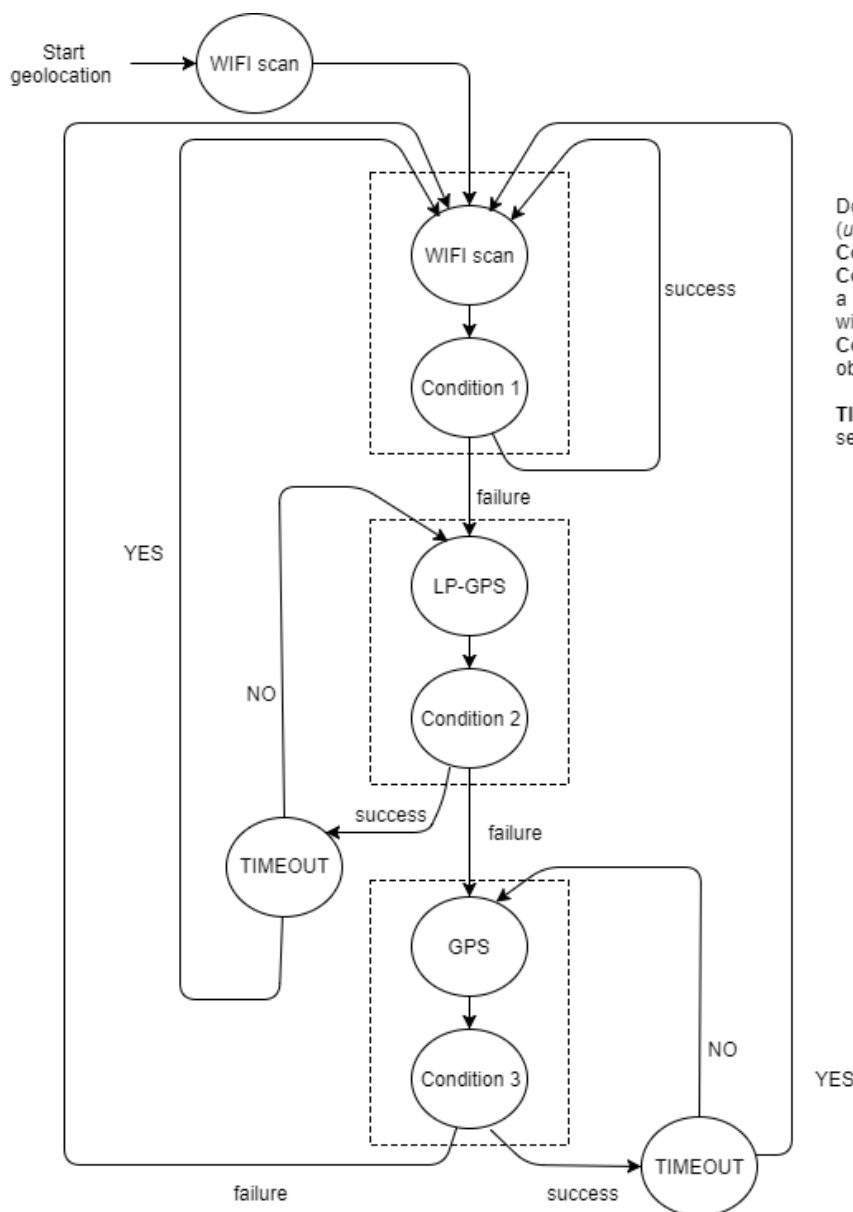 Start
geolocation
WIFI scan
WIFI scan
success
Condition 1
failure
YES
LP-GPS
NO
Condition 2
success
failure
TIMEOUT
GPS
NO
Condition 3
YES
TIMEOUT
failure
success
a